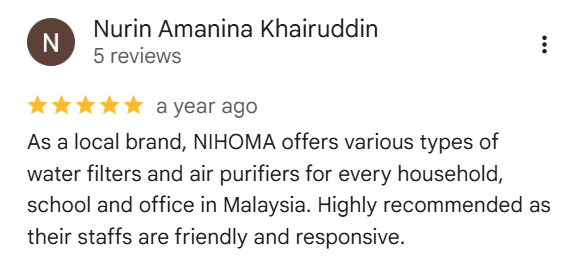 N
Nurin Amanina Khairuddin
5 reviews
a year ago
As a local brand, NIHOMA offers various types of
water filters and air purifiers for every household,
school and office in Malaysia. Highly recommended as
their staffs are friendly and responsive.